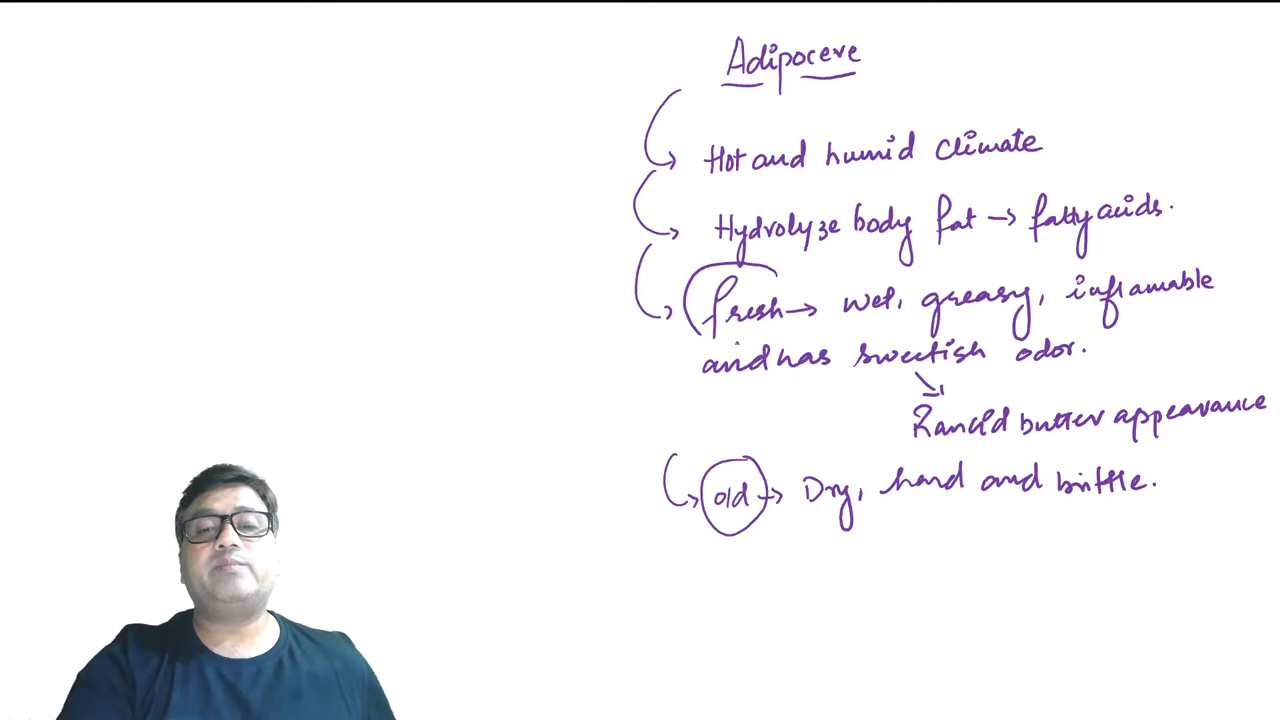 Adipocere
Hot and humid climate
Hydrolyze body fat → fatty acids.
fresh → wet, greasy, inflamable
and has sweetish odor.
Rancid butter appearance
old → Dry, hard and brittle.